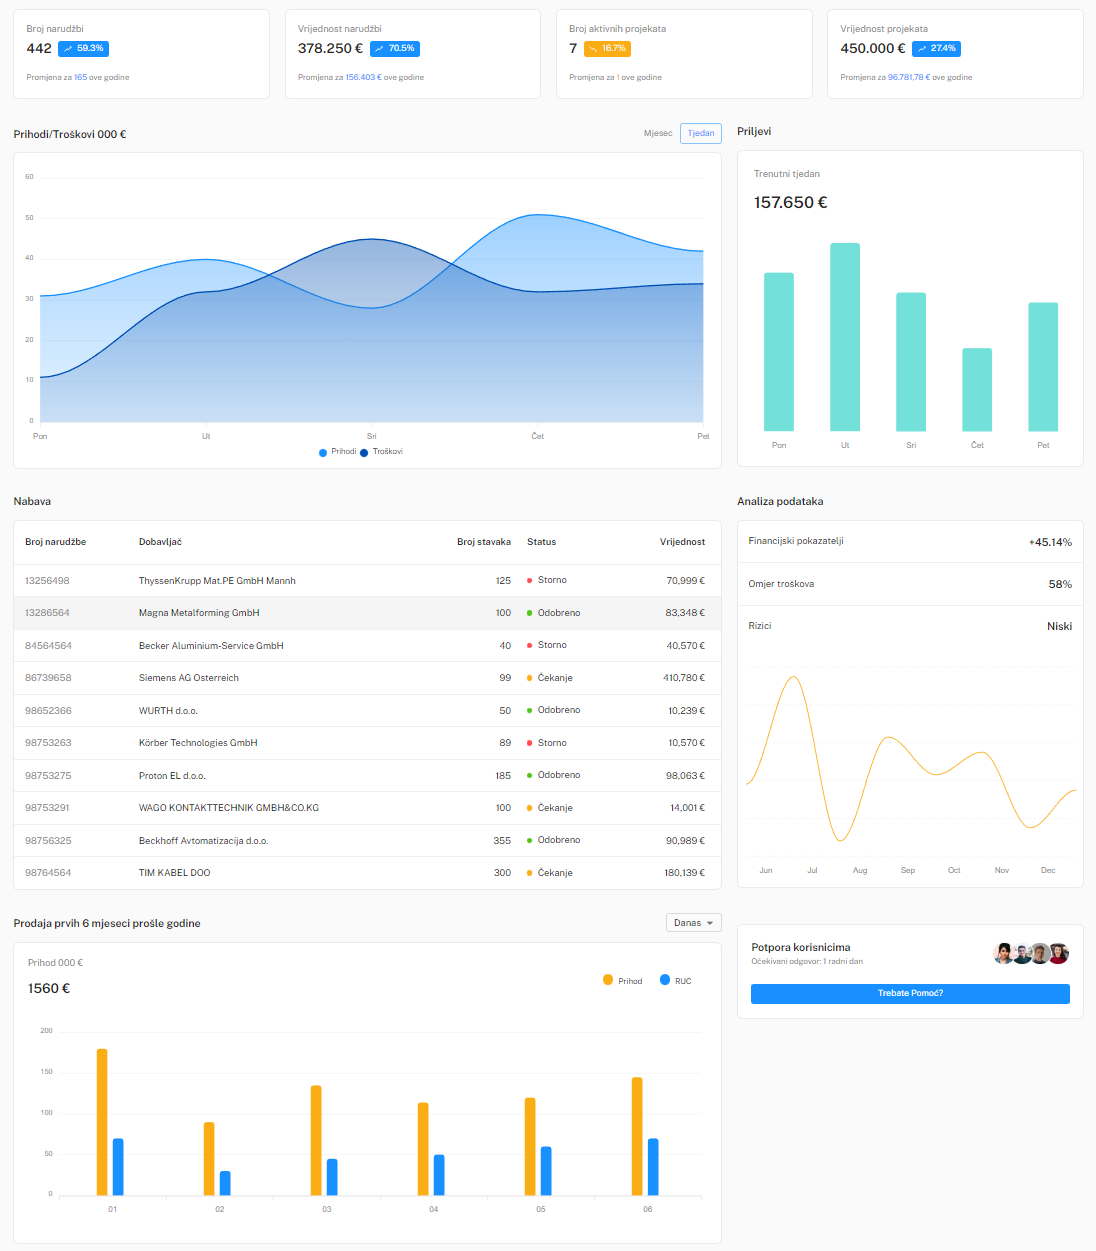 Broj narudžbi
442 59.3%
Promjena za 165 ove godine
Vrijednost narudžbi
378.250 € 70.5%
Promjena za 156.403 € ove godine
Broj aktivnih projekata
7 16.7%
Promjena za 1 ove godine
Vrijednost projekata
450.000 € 27.4%
Promjena za 96.781,78 € ove godine
Prihodi/Troškovi 000 €
Mjesec Tjedan
60
50
40
30
20
10
0
Pon Ut Sri Čet Pet
Prihodi Troškovi
Priljevi
Trenutni tjedan
157.650 €
Pon Ut Sri Čet Pet
Nabava
Broj narudžbe Dobavljač Broj stavaka Status Vrijednost
13256498 ThyssenKrupp Mat.PE GmbH Mannh 125 Storno 70,999 €
13286564 Magna Metalforming GmbH 100 Odobreno 83,348 €
84564564 Becker Aluminium-Service GmbH 40 Storno 40,570 €
86739658 Siemens AG Osterreich 99 Čekanje 410,780 €
98652366 WURTH d.o.o. 50 Odobreno 10,239 €
98753263 Körber Technologies GmbH 89 Storno 10,570 €
98753275 Proton EL d.o.o. 185 Odobreno 98,063 €
98753291 WAGO KONTAKTTECHNIK GMBH&CO.KG 100 Čekanje 14,001 €
98756325 Beckhoff Avtomatizacija d.o.o. 355 Odobreno 90,989 €
98764564 TIM KABEL DOO 300 Čekanje 180,139 €
Analiza podataka
Financijski pokazatelji +45.14%
Omjer troškova 58%
Rizici Niski
Jun Jul Aug Sep Oct Nov Dec
Prodaja prvih 6 mjeseci prošle godine
Danas
Prihod 000 €
1560 €
Prihod RUC
200
150
100
50
0
01 02 03 04 05 06
Potpora korisnicima
Očekivani odgovor: 1 radni dan
Trebate Pomoć?